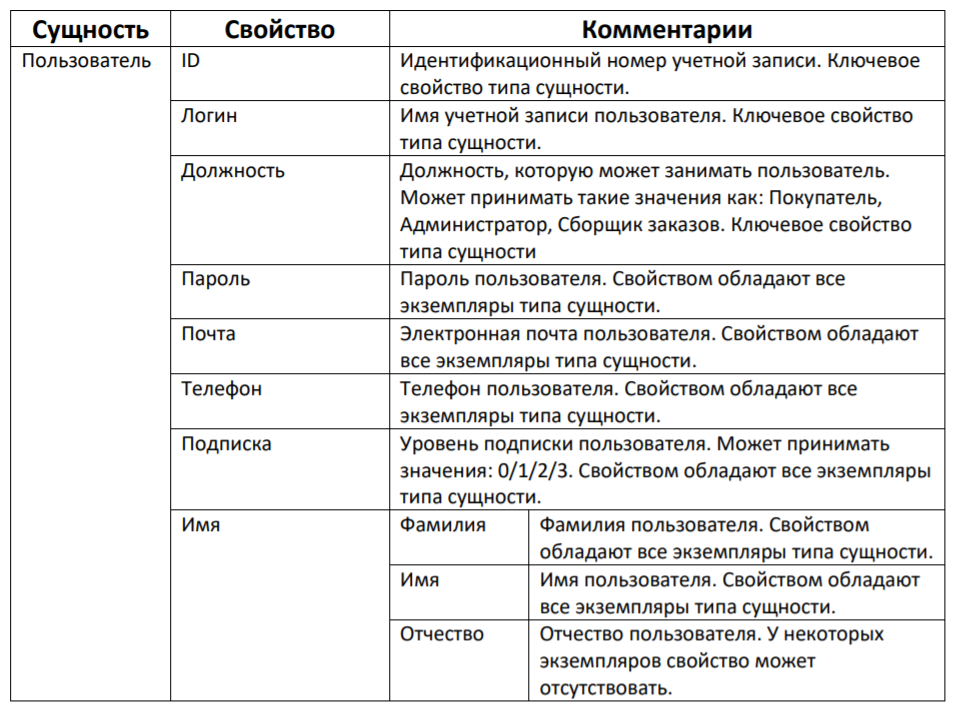 Сущность Свойство Комментарии
Пользователь ID Идентификационный номер учетной записи. Ключевое
свойство типа сущности.
Логин Имя учетной записи пользователя. Ключевое свойство
типа сущности.
Должность Должность, которую может занимать пользователь.
Может принимать такие значения как: Покупатель,
Администратор, Сборщик заказов. Ключевое свойство
типа сущности
Пароль Пароль пользователя. Свойством обладают все
экземпляры типа сущности.
Почта Электронная почта пользователя. Свойством обладают
все экземпляры типа сущности.
Телефон Телефон пользователя. Свойством обладают все
экземпляры типа сущности.
Подписка Уровень подписки пользователя. Может принимать
значения: 0/1/2/3. Свойством обладают все экземпляры
типа сущности.
Имя Фамилия Фамилия пользователя. Свойством
обладают все экземпляры типа сущности.
Имя Имя пользователя. Свойством обладают
все экземпляры типа сущности.
Отчество Отчество пользователя. У некоторых
экземпляров свойство может
отсутствовать.